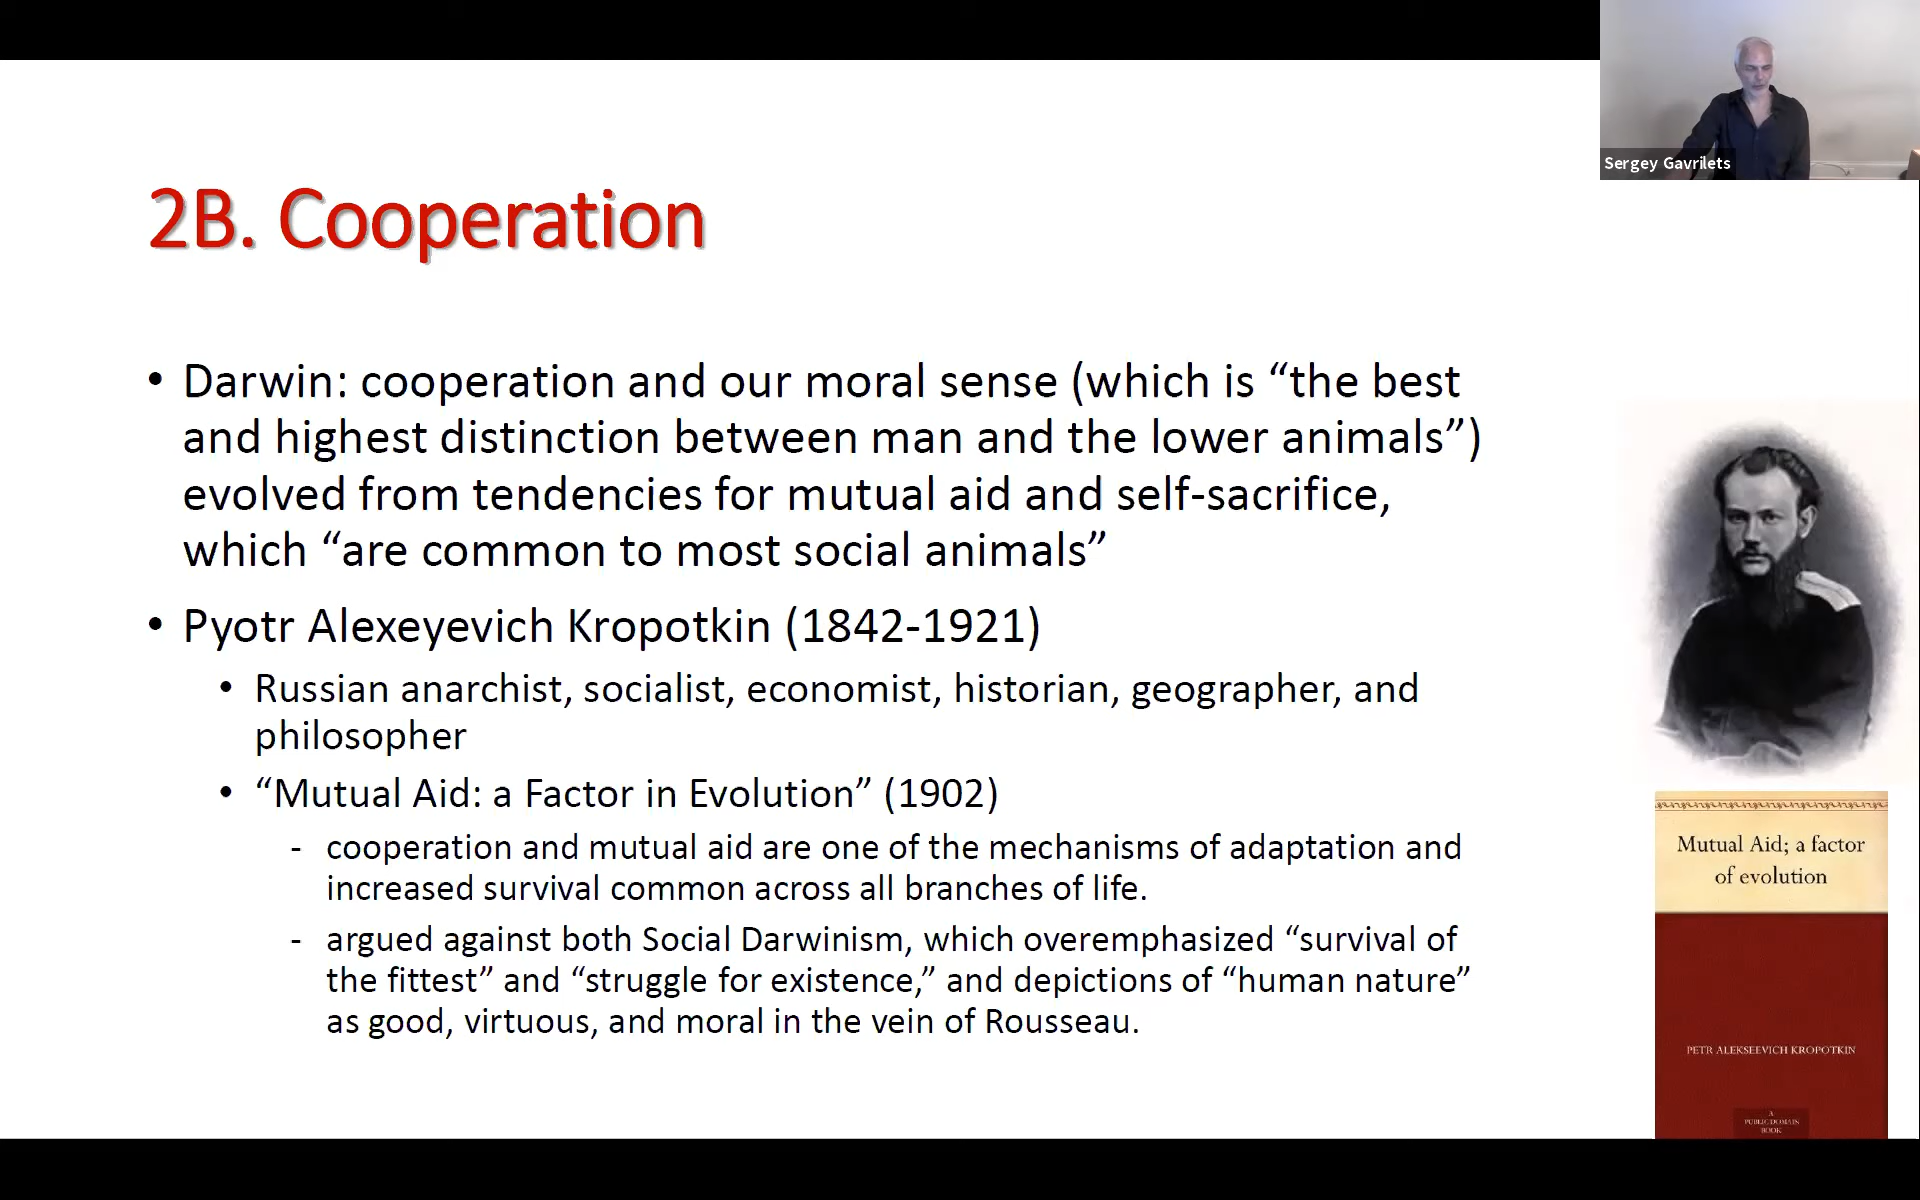 Sergey Gavrilets
2B. Cooperation
• Darwin: cooperation and our moral sense (which is “the best
and highest distinction between man and the lower animals”)
evolved from tendencies for mutual aid and self-sacrifice,
which “are common to most social animals”
• Pyotr Alexeyevich Kropotkin (1842-1921)
• Russian anarchist, socialist, economist, historian, geographer, and
philosopher
• “Mutual Aid: a Factor in Evolution” (1902)
- cooperation and mutual aid are one of the mechanisms of adaptation and
increased survival common across all branches of life.
- argued against both Social Darwinism, which overemphasized “survival of
the fittest” and “struggle for existence,” and depictions of “human nature”
as good, virtuous, and moral in the vein of Rousseau.
Mutual Aid; a factor
of evolution
PETR ALEKSEEVICH KROPOTKIN
A
PUBLIC DOMAIN
BOOK